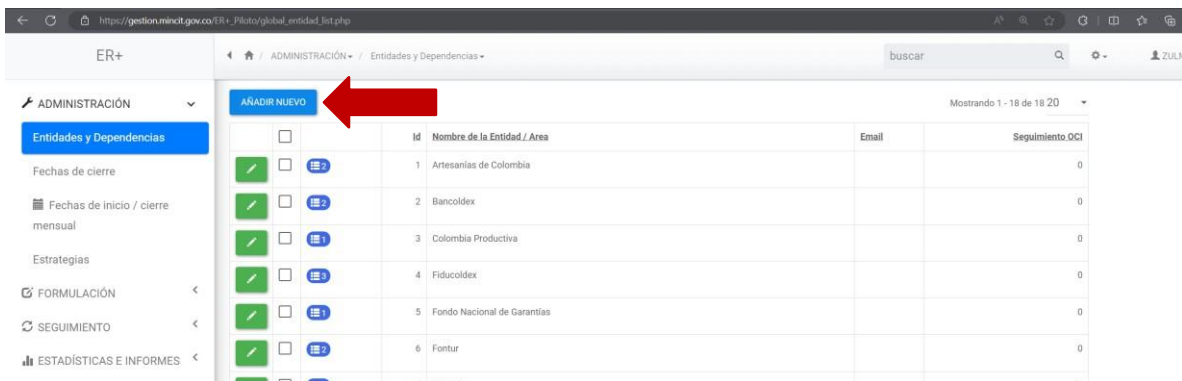 https://gestion.mincit.gov.co/ER+_Piloto/global_entidad_list.php
ER+
/ ADMINISTRACIÓN / Entidades y Dependencias
buscar
ZULM
ADMINISTRACIÓN
Entidades y Dependencias
Fechas de cierre
Fechas de inicio / cierre
mensual
Estrategias
FORMULACIÓN
SEGUIMIENTO
ESTADÍSTICAS E INFORMES
AÑADIR NUEVO
Mostrando 1 - 18 de 18 20
Id Nombre de la Entidad / Area Email Seguimiento OCI
2 1 Artesanías de Colombia 0
2 2 Bancoldex 0
1 3 Colombia Productiva 0
3 4 Fiducoldex 0
1 5 Fondo Nacional de Garantías 0
2 6 Fontur 0